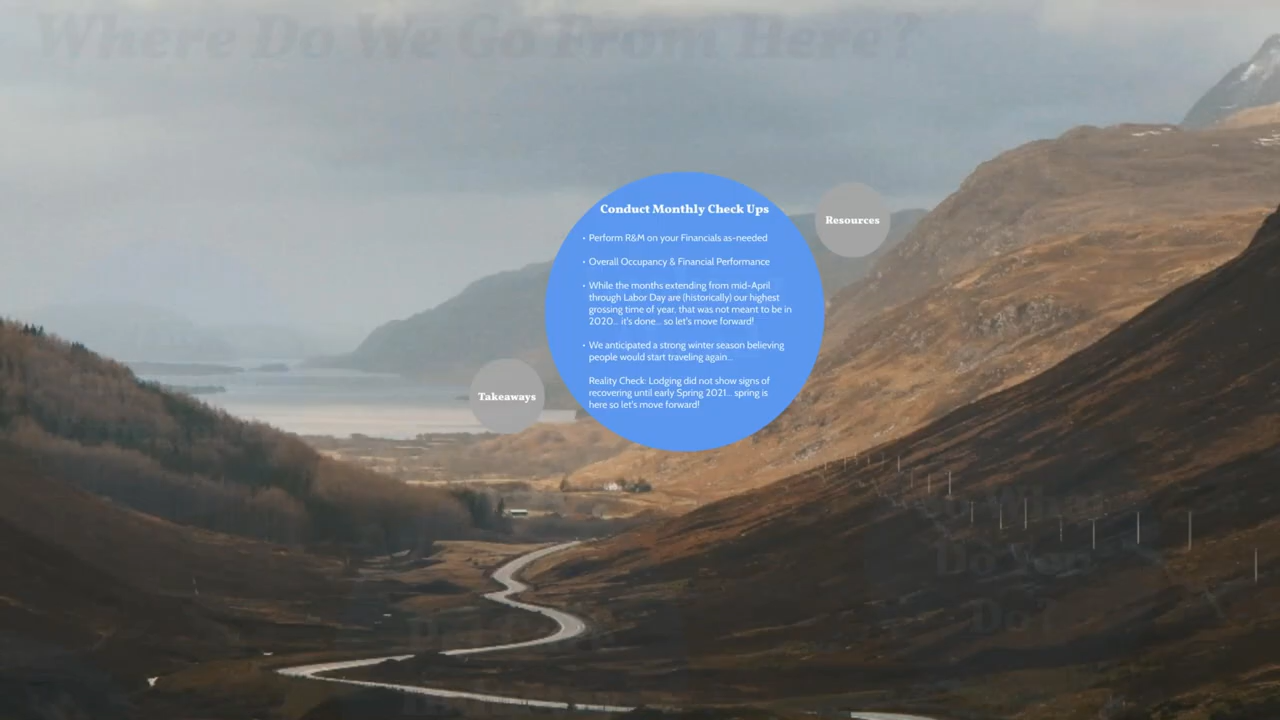 Where Do We Go From Here?
Conduct Monthly Check Ups
Resources
• Perform R&M on your Financials as-needed
• Overall Occupancy & Financial Performance
• While the months extending from mid-April
through Labor Day are (historically) our highest
grossing time of year, that was not meant to be in
2020... it's done... so let's move forward!
• We anticipated a strong winter season believing
people would start traveling again...
Reality Check: Lodging did not show signs of
recovering until early Spring 2021... spring is
here so let's move forward!
Takeaways
What
Do You
Do?